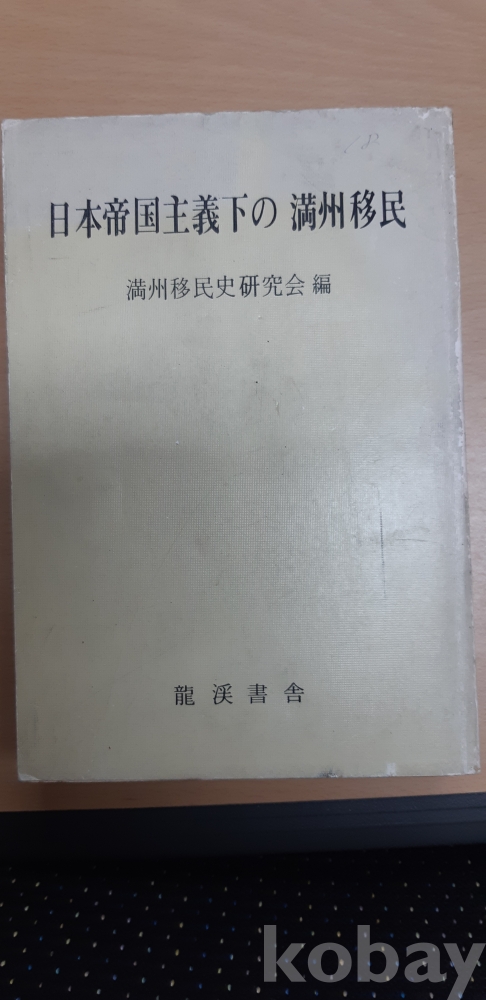 日本帝国主義下の 満州移民
満州移民史研究会 編
龍渓書舎
kobay